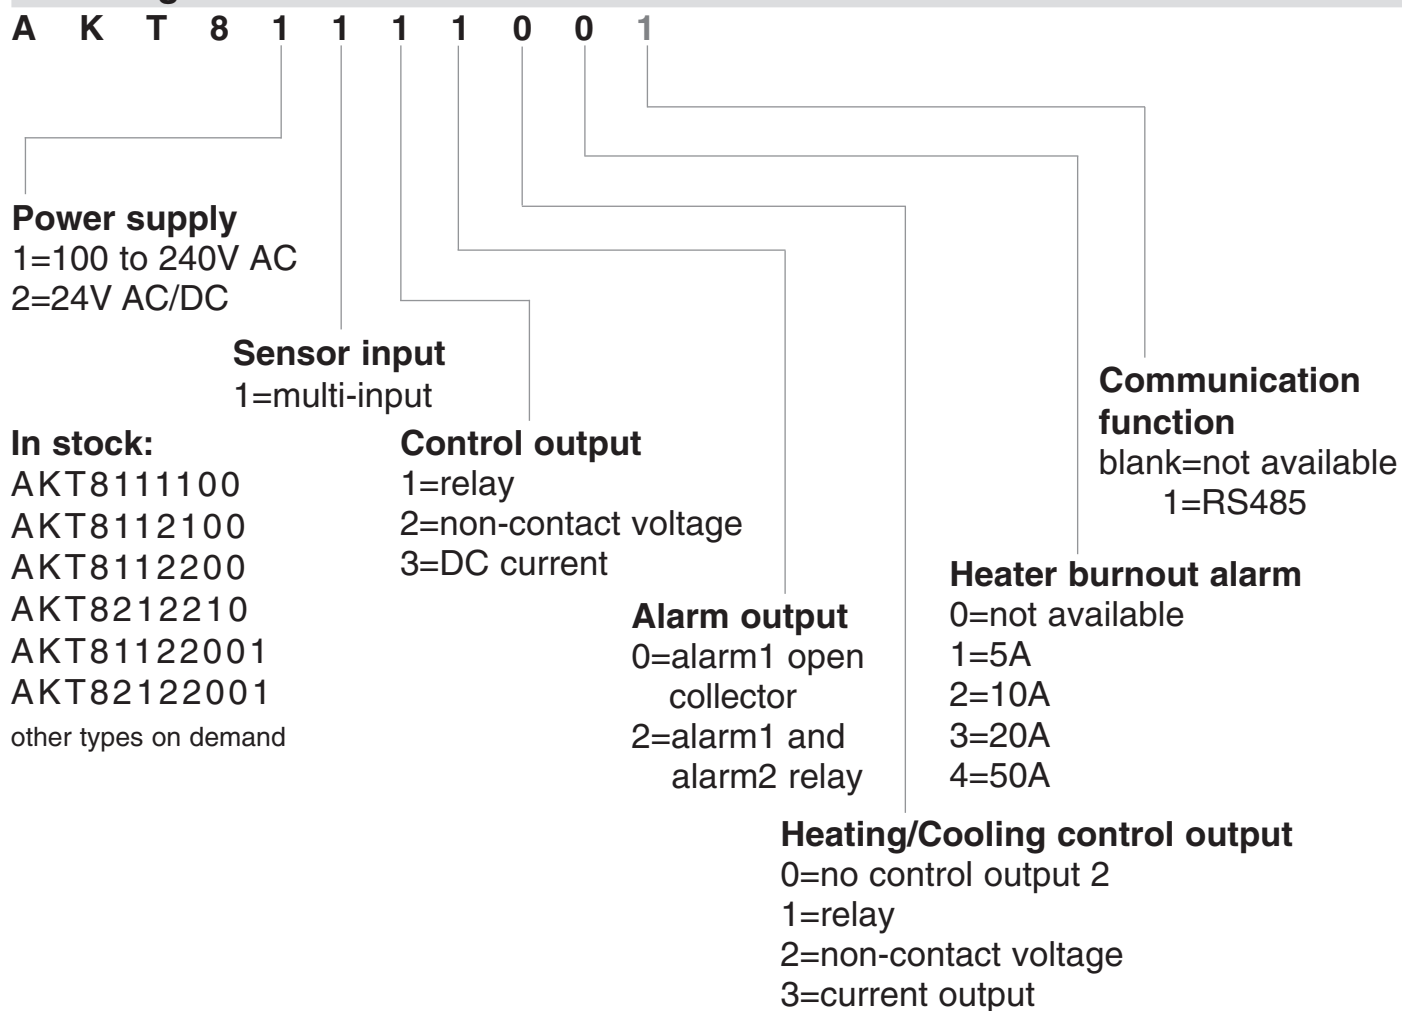 A K T 8 1 1 1 1 0 0 1
Power supply
1=100 to 240V AC
2=24V AC/DC
Sensor input
1=multi-input
In stock:
AKT8111100
AKT8112100
AKT8112200
AKT8212210
AKT81122001
AKT82122001
other types on demand
Control output
1=relay
2=non-contact voltage
3=DC current
Alarm output
0=alarm1 open
collector
2=alarm1 and
alarm2 relay
Communication
function
blank=not available
1=RS485
Heater burnout alarm
0=not available
1=5A
2=10A
3=20A
4=50A
Heating/Cooling control output
0=no control output 2
1=relay
2=non-contact voltage
3=current output